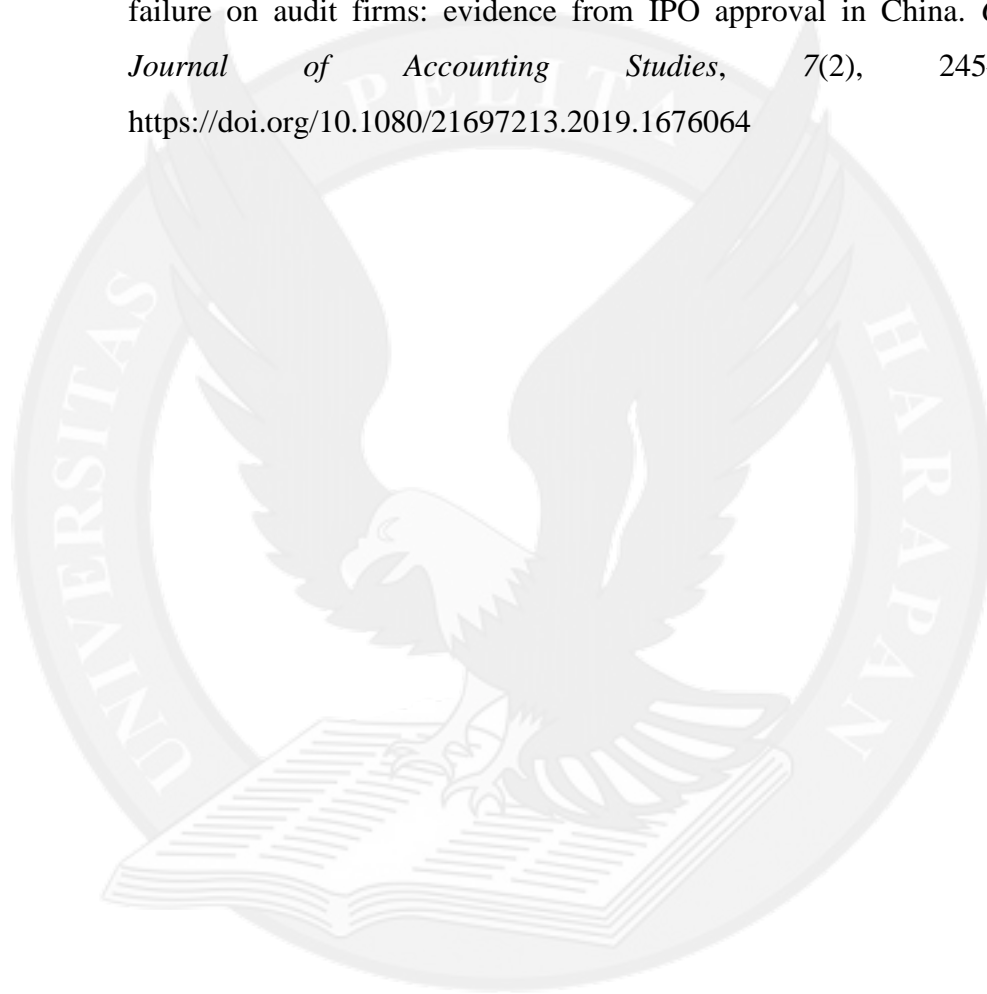 failure on audit firms: evidence from IPO approval in China.
Journal of Accounting Studies, 7(2), 245
https://doi.org/10.1080/21697213.2019.1676064
UNIVERSITAS PELITA HARAPAN